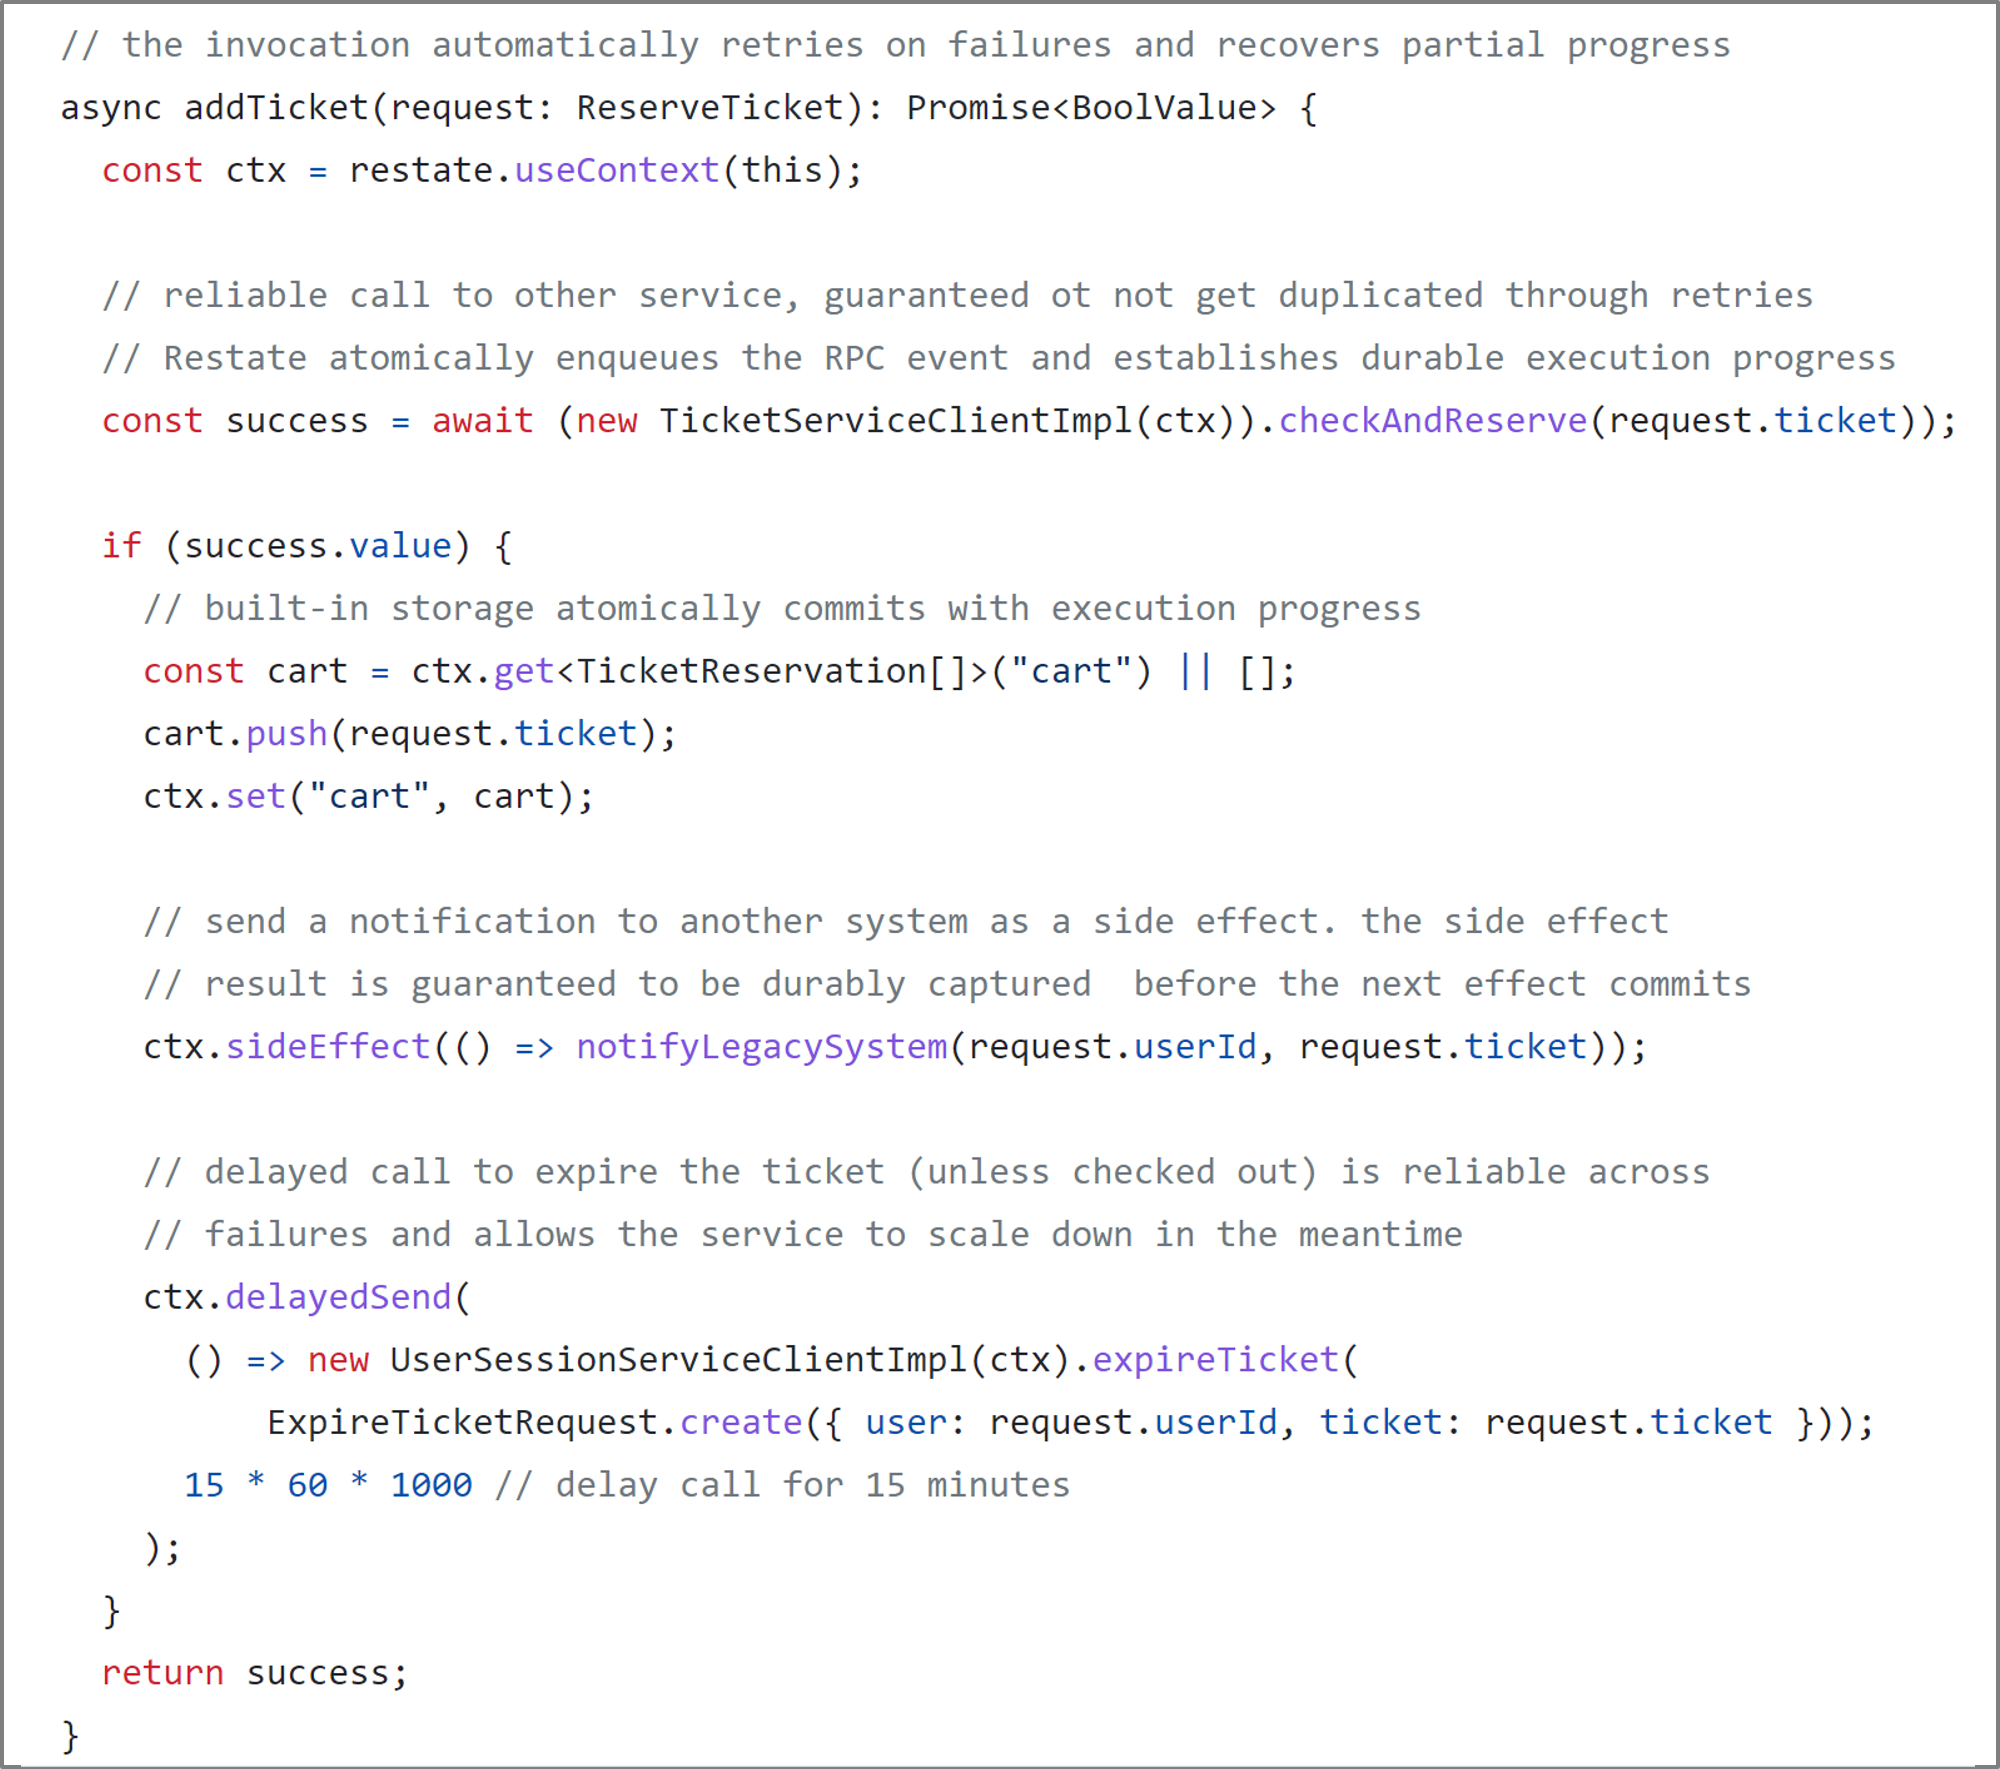 // the invocation automatically retries on failures and recovers partial progress
async addTicket(request: ReserveTicket): Promise<BoolValue> {
  const ctx = restate.useContext(this);

  // reliable call to other service, guaranteed ot not get duplicated through retries
  // Restate atomically enqueues the RPC event and establishes durable execution progress
  const success = await (new TicketServiceClientImpl(ctx)).checkAndReserve(request.ticket));

  if (success.value) {
    // built-in storage atomically commits with execution progress
    const cart = ctx.get<TicketReservation[]>("cart") || [];
    cart.push(request.ticket);
    ctx.set("cart", cart);

    // send a notification to another system as a side effect. the side effect
    // result is guaranteed to be durably captured  before the next effect commits
    ctx.sideEffect(() => notifyLegacySystem(request.userId, request.ticket));

    // delayed call to expire the ticket (unless checked out) is reliable across
    // failures and allows the service to scale down in the meantime
    ctx.delayedSend(
      () => new UserSessionServiceClientImpl(ctx).expireTicket(
          ExpireTicketRequest.create({ user: request.userId, ticket: request.ticket }));
      15 * 60 * 1000 // delay call for 15 minutes
    );
  }
  return success;
}